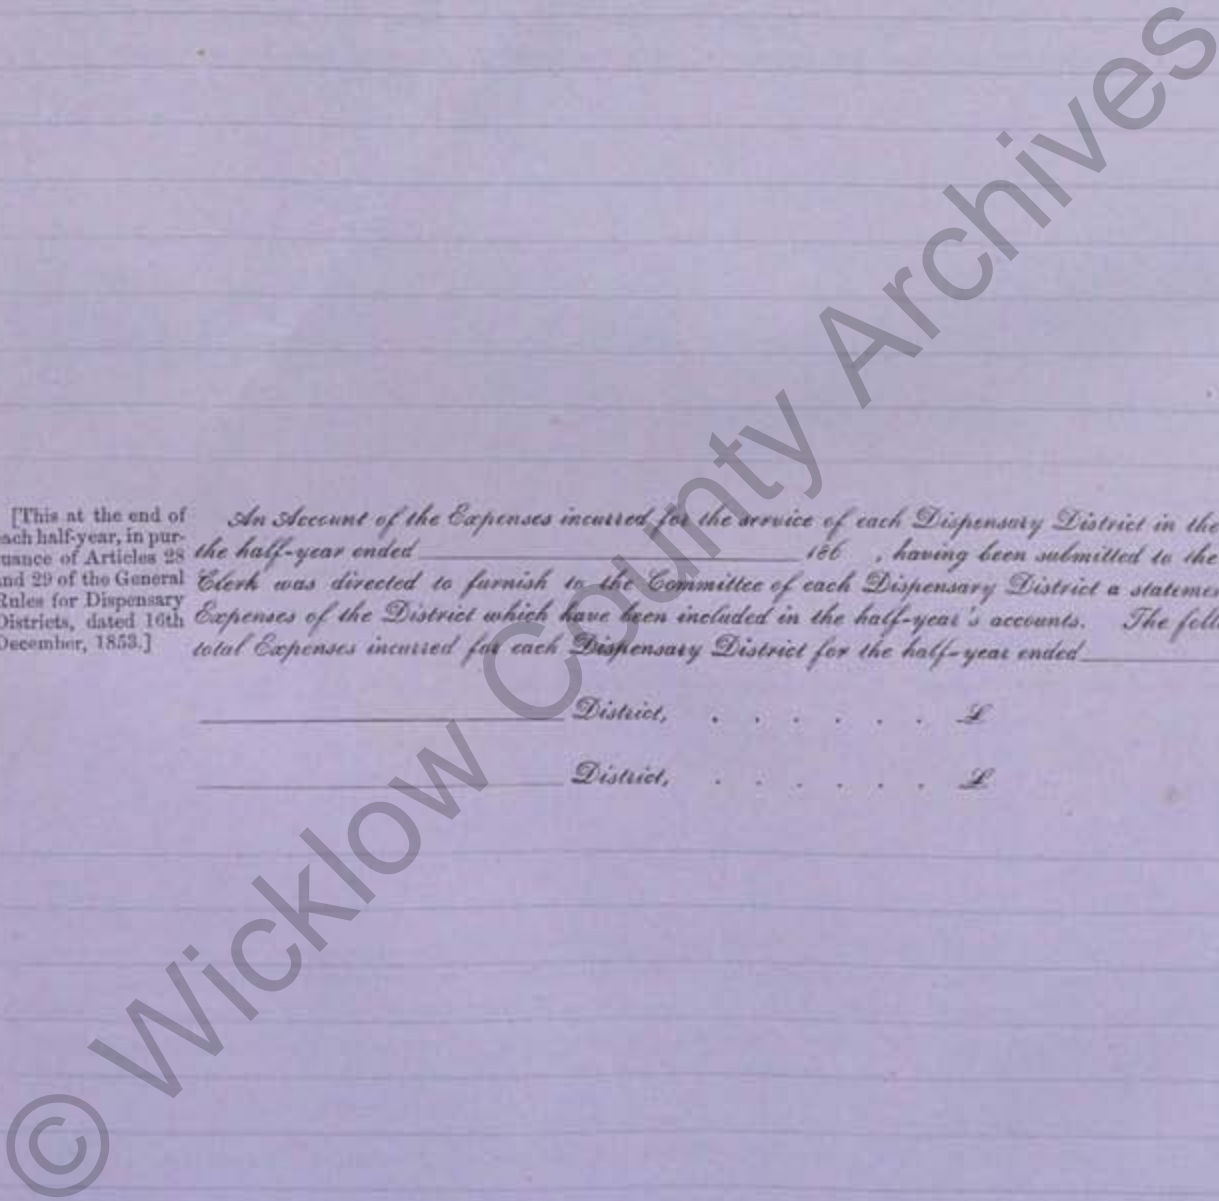 [This at the end of
each half-year, in pur-
suance of Articles 28
and 29 of the General
Rules for Dispensary
Districts, dated 16th
December, 1853.]
An Account of the Expenses incurred for the service of each Dispensary District in the
the half-year ended 186 , having been submitted to the
Clerk was directed to furnish to the Committee of each Dispensary District a statemen
Expenses of the District which have been included in the half-year's accounts. The follo
total Expenses incurred for each Dispensary District for the half-year ended
District, . . . . . . £
District, . . . . . . £
© Wicklow County Archives